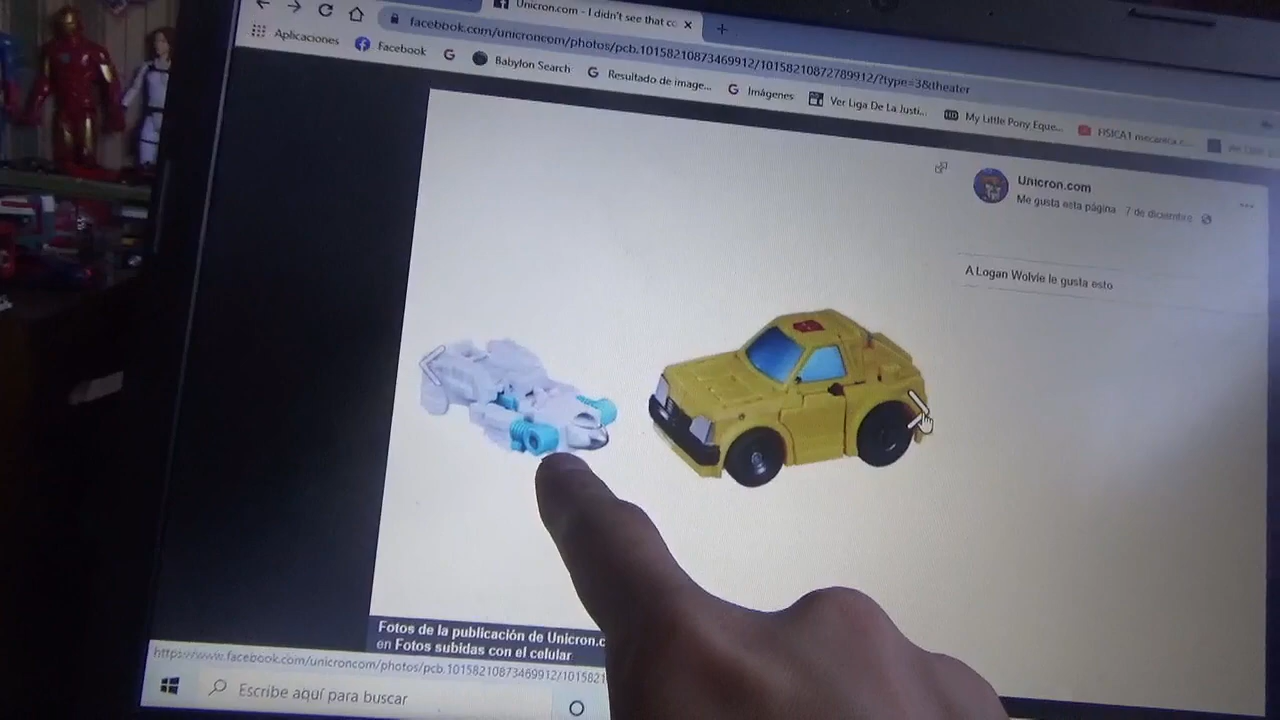 Unicron.com - I didn't see that cc
facebook.com/unicroncom/photos/pcb.10158210873469912/10158210872789912/?type=3&theater
Aplicaciones
Facebook
Babylon Search
Resultado de image...
Imágenes
Ver Liga De La Justi...
My Little Pony Eque...
FISICA1 mecanica c...
Unicron.com
Me gusta esta página 7 de diciembre
A Logan Wolvie le gusta esto
Fotos de la publicación de Unicron.c
en Fotos subidas con el celular
https://www.facebook.com/unicroncom/photos/pcb.10158210873469912/1015821
Escribe aquí para buscar